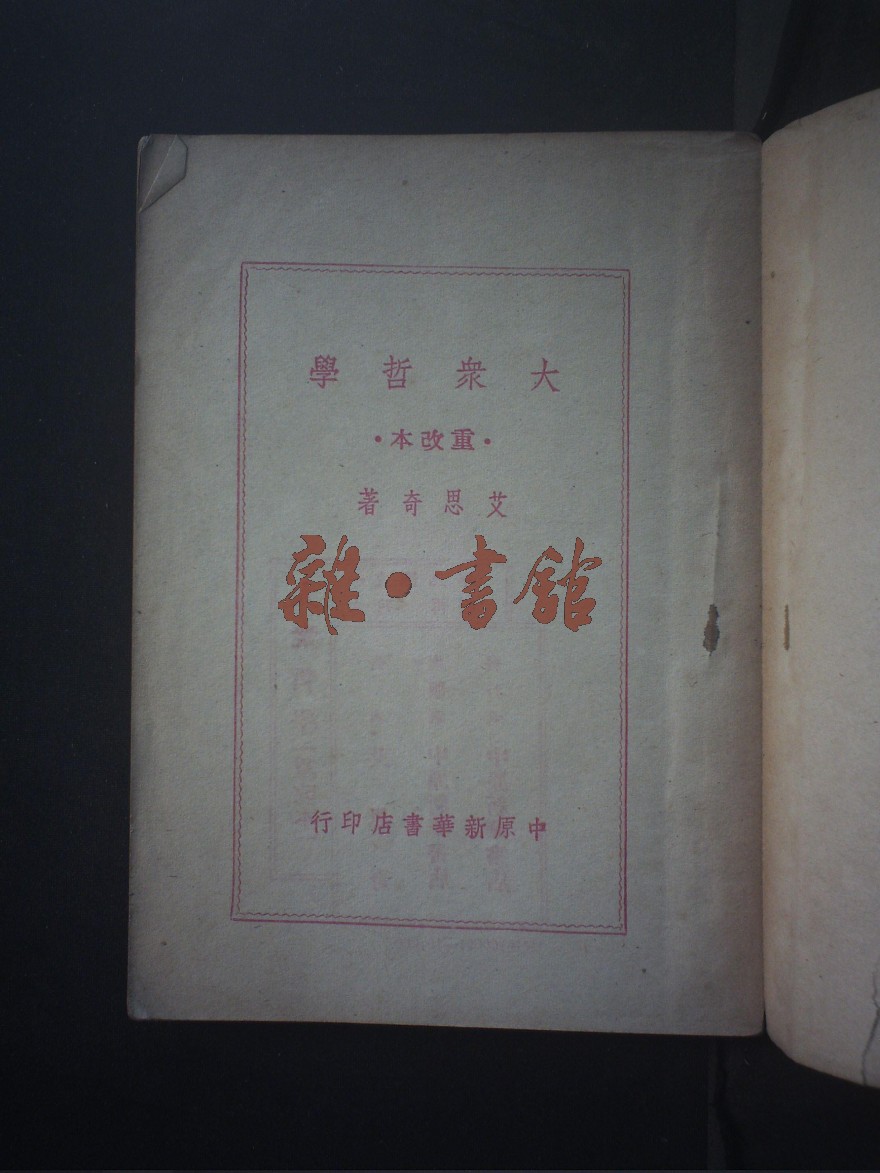 大衆哲學
·重改本·
艾思奇著
雜·書館
中原新華書店印行